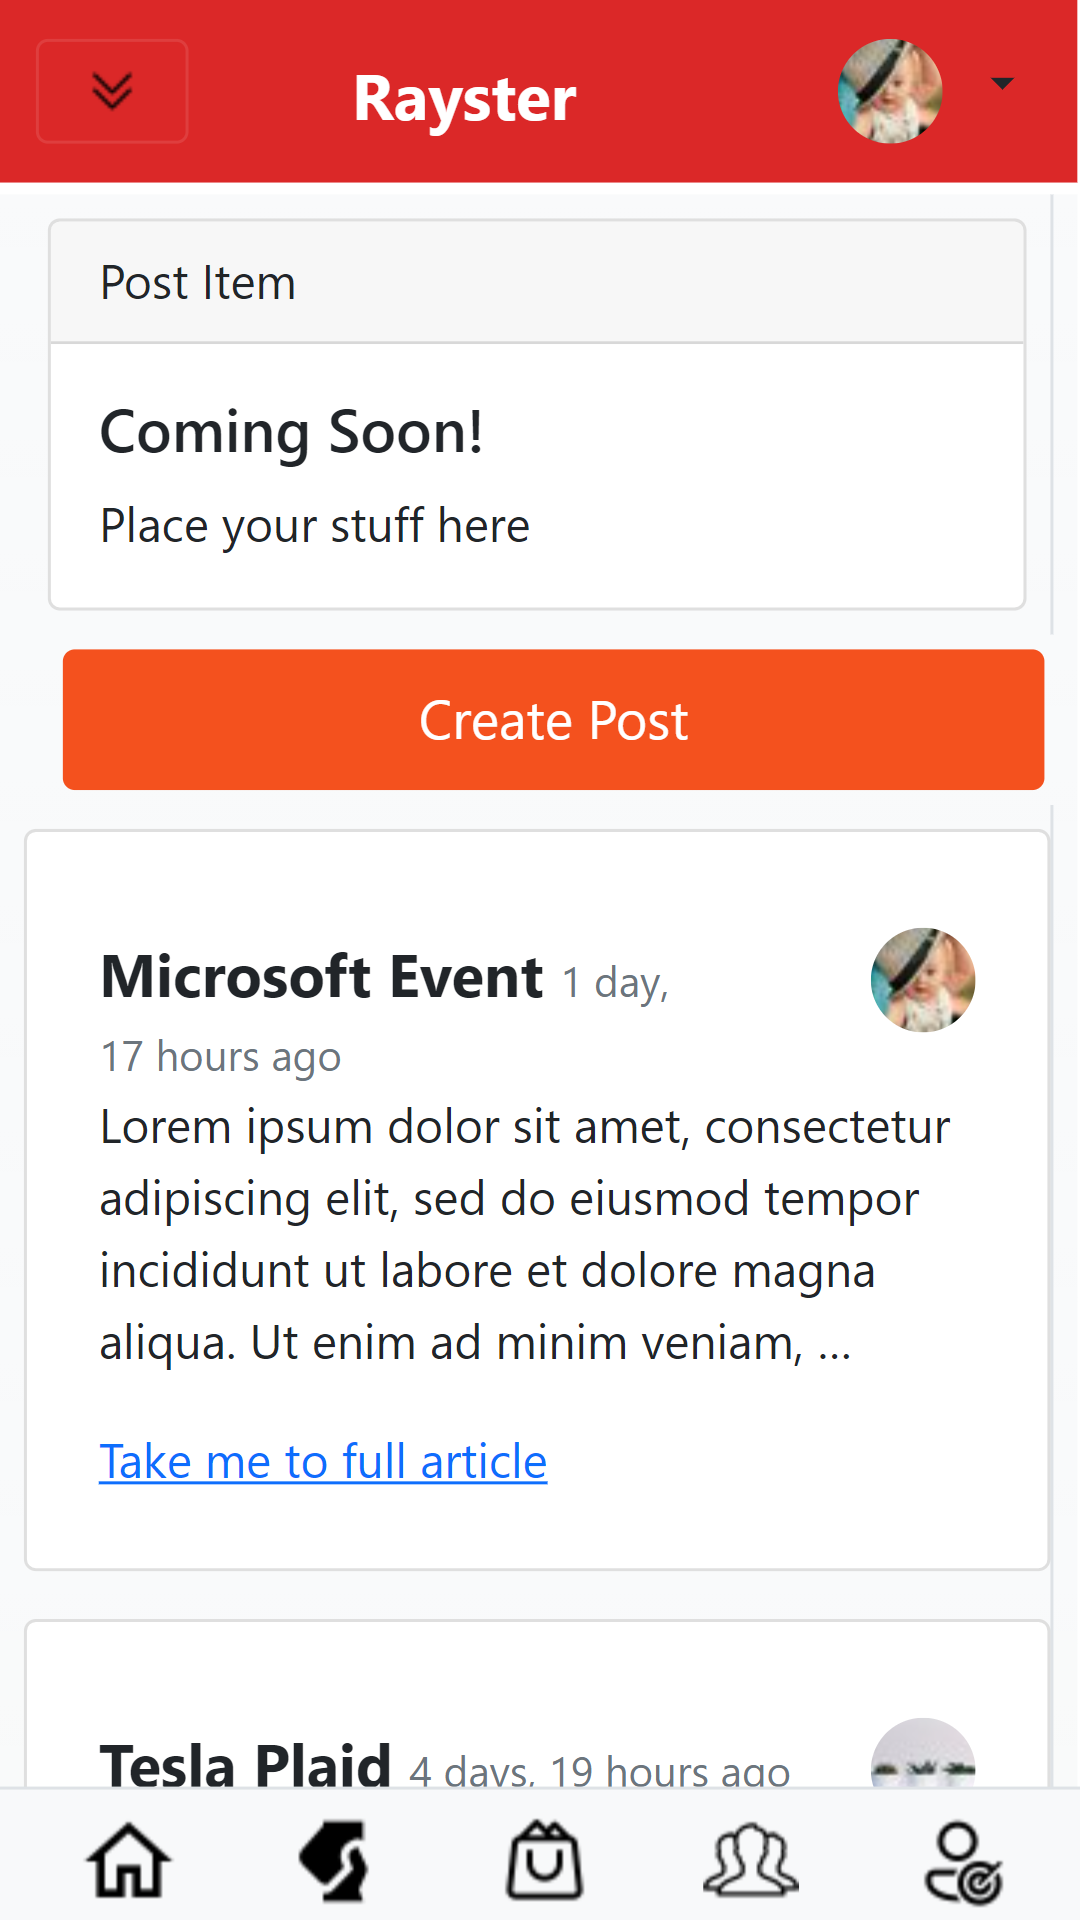 Rayster
Post Item
Coming Soon!
Place your stuff here
Create Post
Microsoft Event 1 day,
17 hours ago
Lorem ipsum dolor sit amet, consectetur
adipiscing elit, sed do eiusmod tempor
incididunt ut labore et dolore magna
aliqua. Ut enim ad minim veniam, ...
Take me to full article
Tesla Plaid 4 days, 19 hours ago